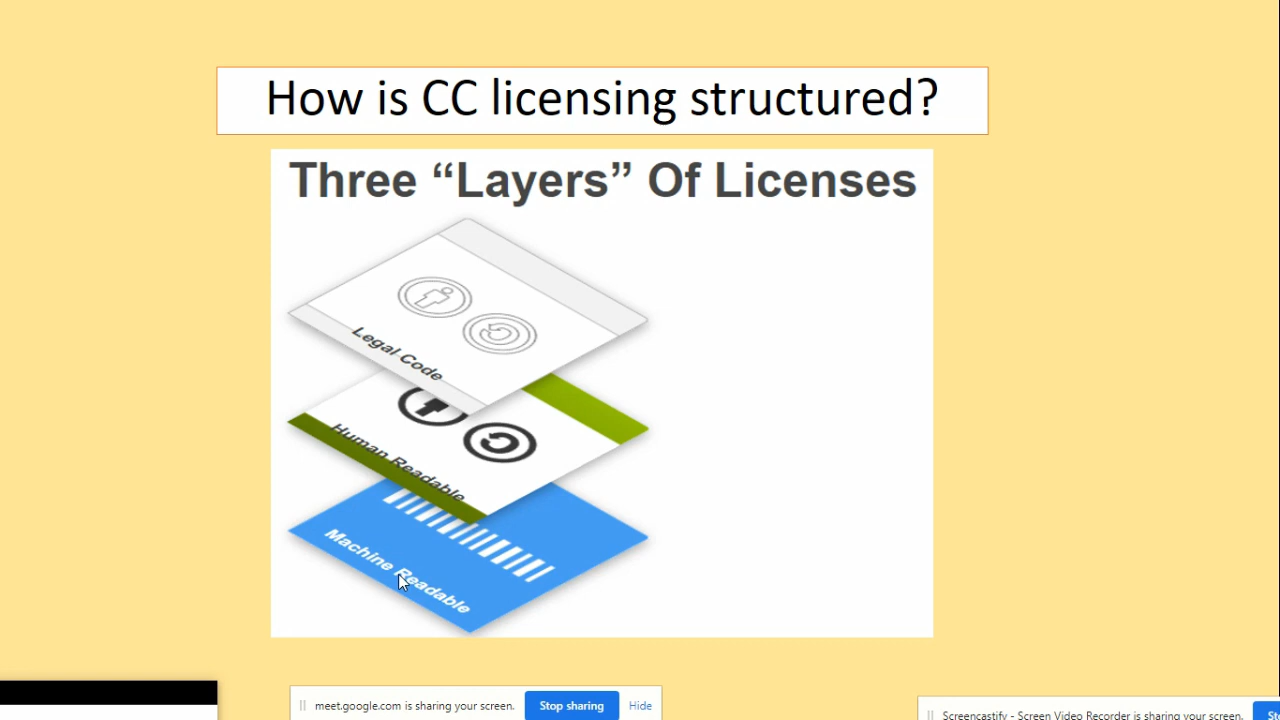 How is CC licensing structured?
Three “Layers” Of Licenses
Legal Code
Human Readable
Machine Readable
meet.google.com is sharing your screen.
Stop sharing
Hide
Screencastify - Screen Video Recorder is sharing your screen.